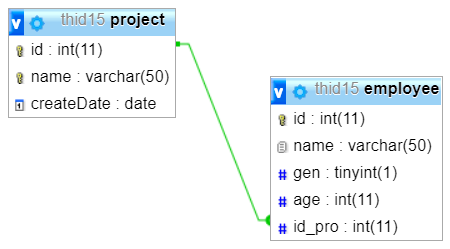 thid15 project
id : int(11)
name : varchar(50)
createDate : date
thid15 employee
id : int(11)
name : varchar(50)
gen : tinyint(1)
age : int(11)
id_pro : int(11)